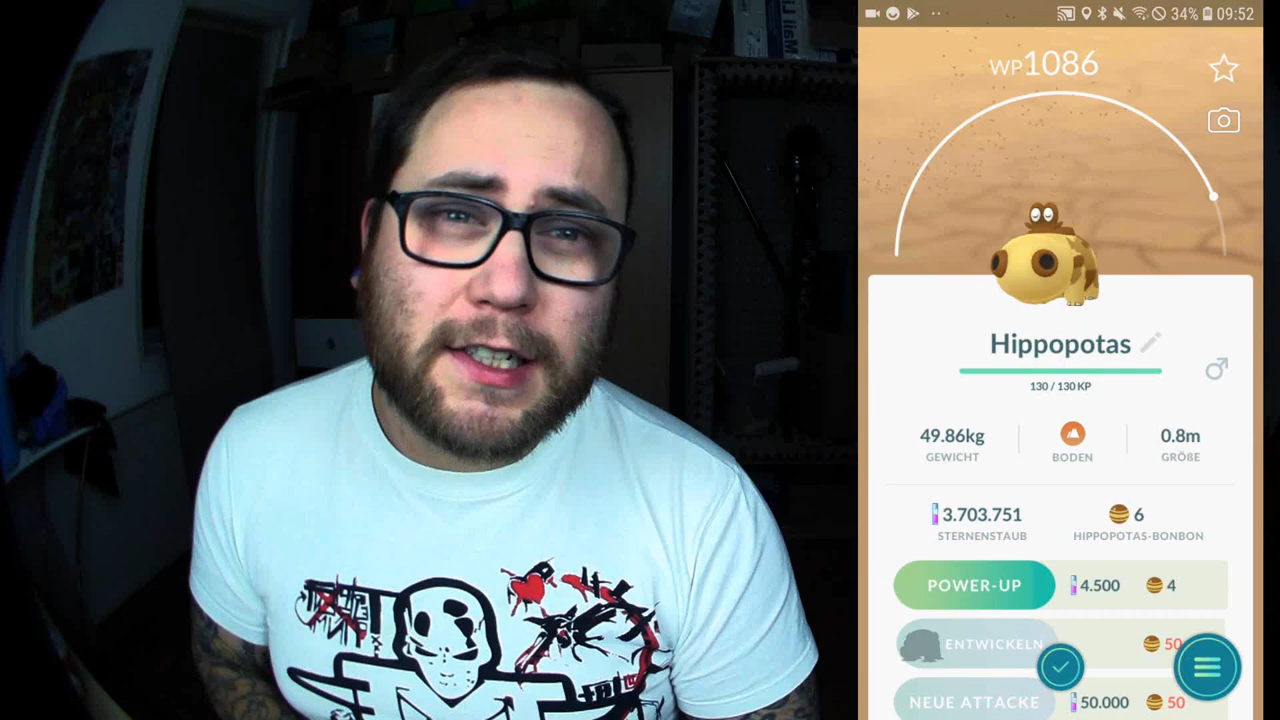 34% 09:52
WP1086
Hippopotas
130 / 130 KP
49.86kg
GEWICHT
BODEN
0.8m
GRÖßE
3.703.751
STERNENSTAUB
6
HIPPOPOTAS-BONBON
POWER-UP 4.500 4
ENTWICKELN 50
NEUE ATTACKE 50.000 50